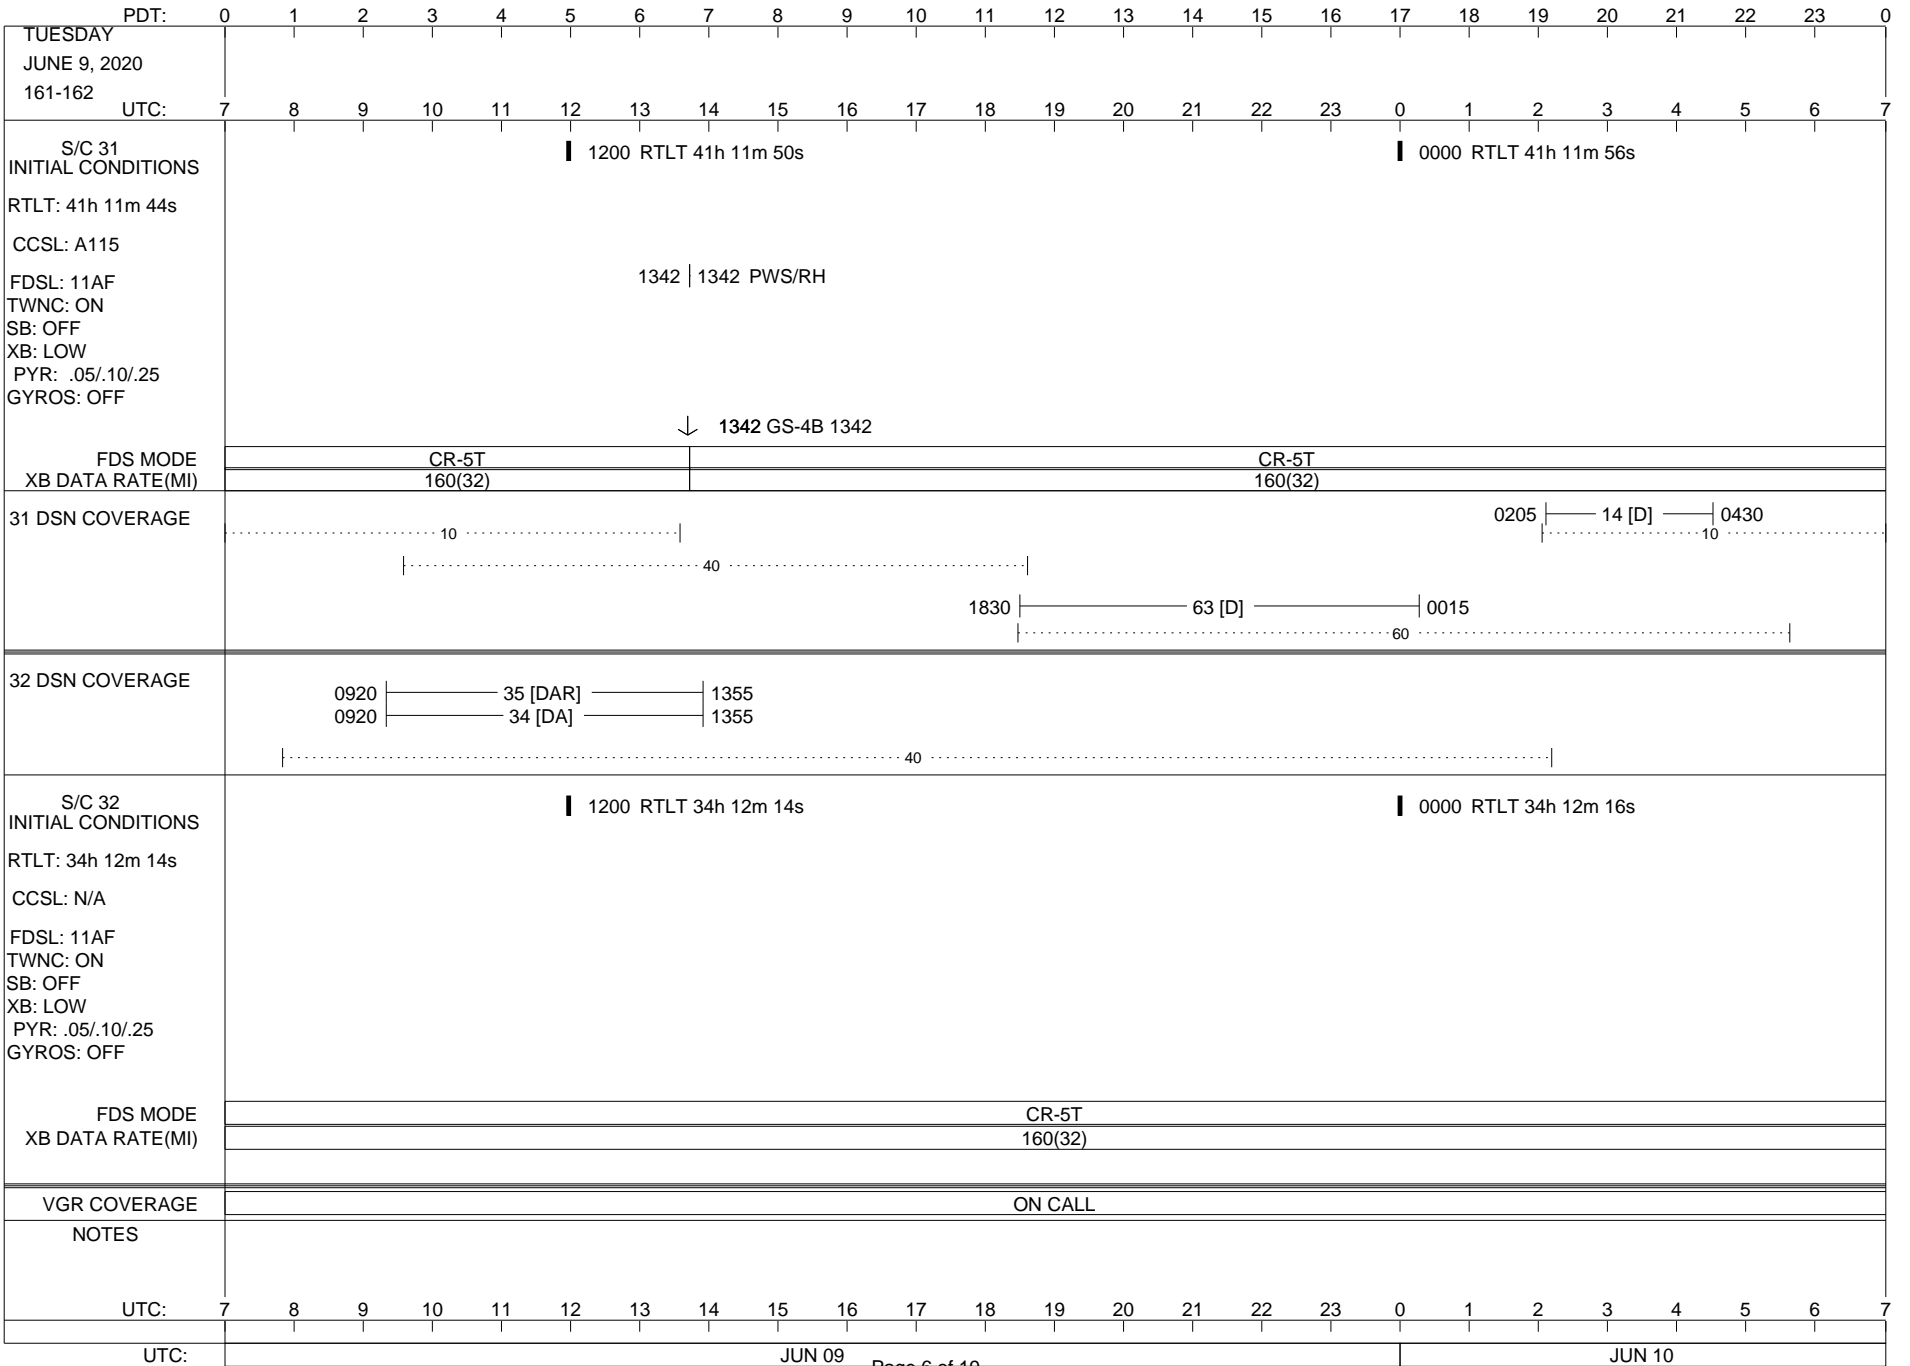 PDT: 0 1 2 3 4 5 6 7 8 9 10 11 12 13 14 15 16 17 18 19 20 21 22 23 0
TUESDAY
JUNE 9, 2020
161-162
UTC: 7 8 9 10 11 12 13 14 15 16 17 18 19 20 21 22 23 0 1 2 3 4 5 6 7
S/C 31
INITIAL CONDITIONS
1200 RTLT 41h 11m 50s
0000 RTLT 41h 11m 56s
RTLT: 41h 11m 44s
CCSL: A115
FDSL: 11AF
1342 1342 PWS/RH
TWNC: ON
SB: OFF
XB: LOW
PYR: .05/.10/.25
GYROS: OFF
1342 GS-4B 1342
FDS MODE CR-5T CR-5T
XB DATA RATE(MI) 160(32) 160(32)
31 DSN COVERAGE
0205 14 [D] 0430
10 10
40
1830 63 [D] 0015
60
32 DSN COVERAGE
0920 35 [DAR] 1355
0920 34 [DA] 1355
40
S/C 32
INITIAL CONDITIONS
1200 RTLT 34h 12m 14s
0000 RTLT 34h 12m 16s
RTLT: 34h 12m 14s
CCSL: N/A
FDSL: 11AF
TWNC: ON
SB: OFF
XB: LOW
PYR: .05/.10/.25
GYROS: OFF
FDS MODE CR-5T
XB DATA RATE(MI) 160(32)
VGR COVERAGE ON CALL
NOTES
UTC: 7 8 9 10 11 12 13 14 15 16 17 18 19 20 21 22 23 0 1 2 3 4 5 6 7
UTC: JUN 09 JUN 10